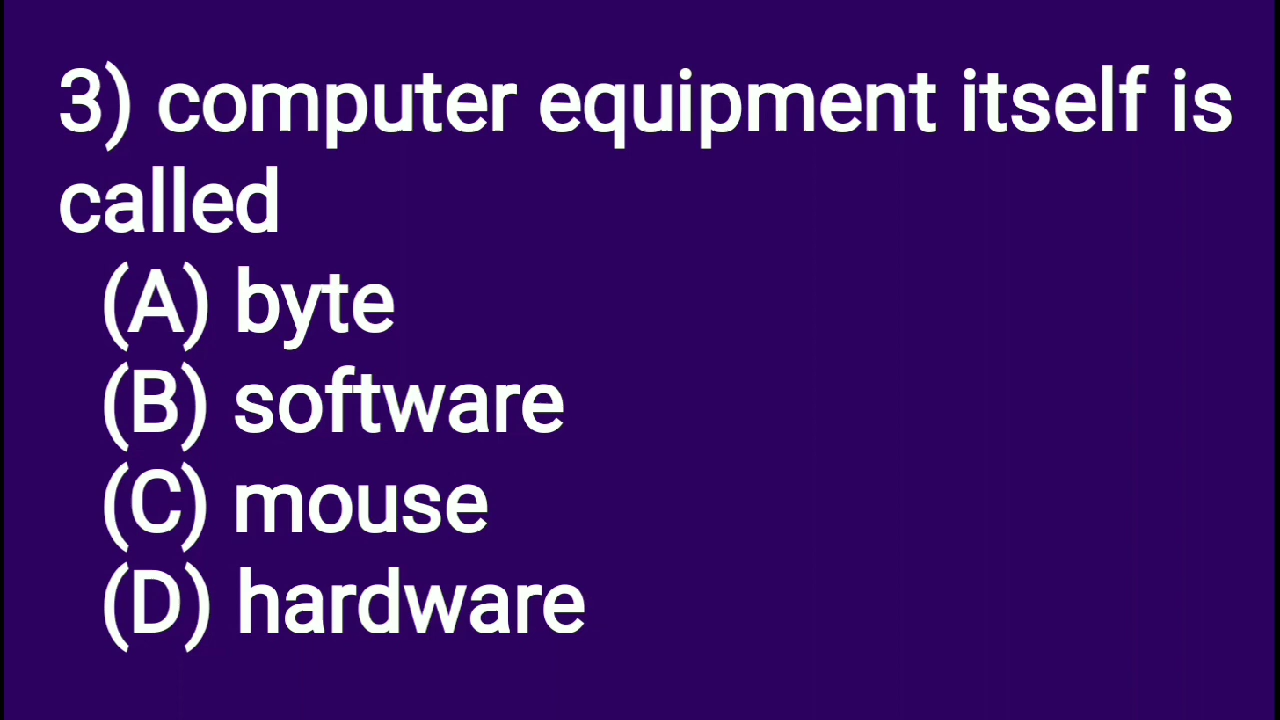 3) computer equipment itself is
called
(A) byte
(B) software
(C) mouse
(D) hardware